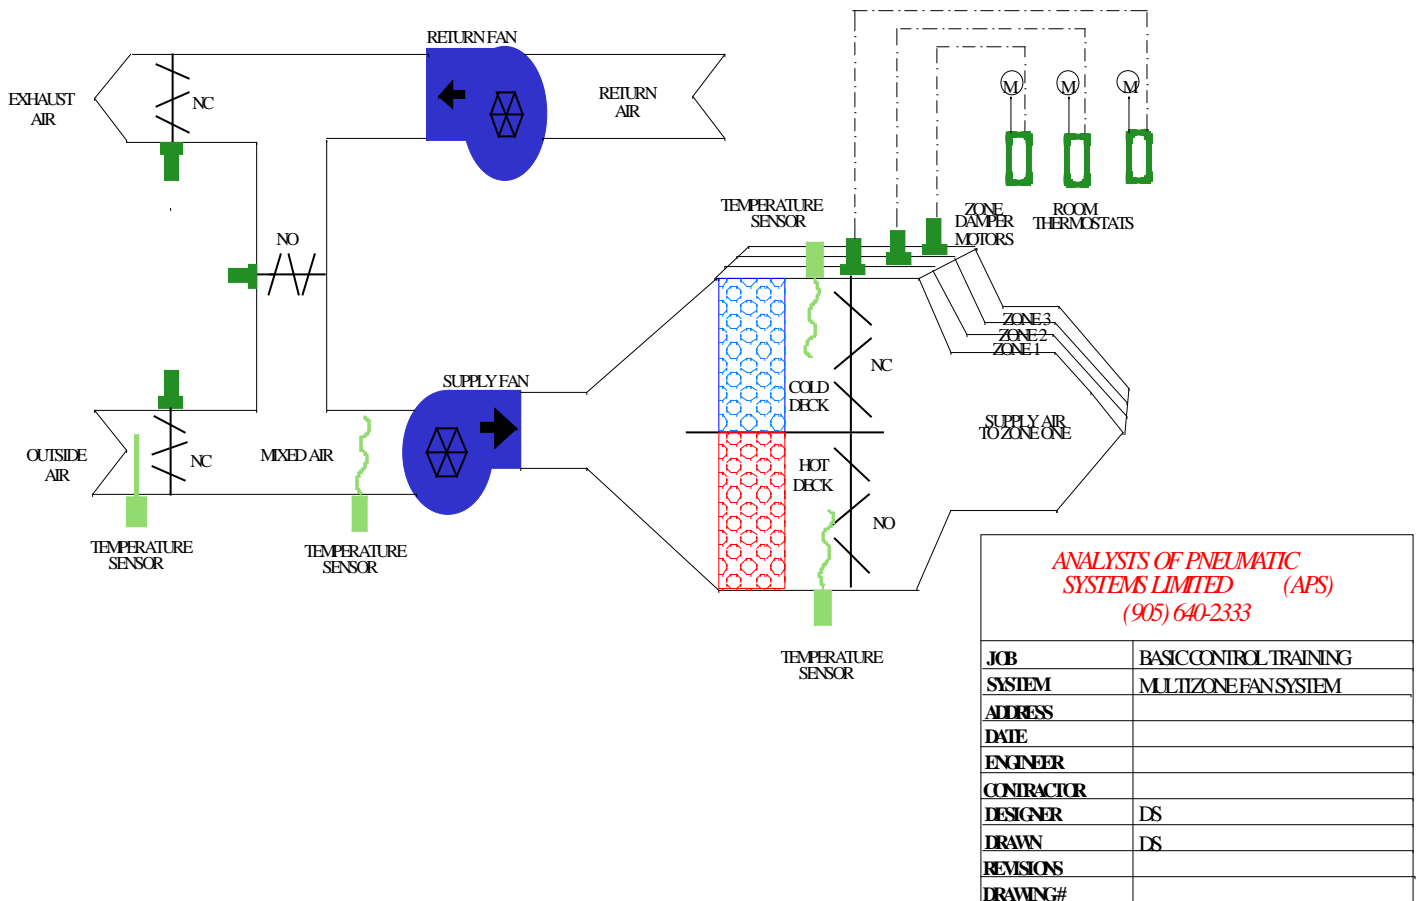 RETURN FAN
EXHAUST
AIR
NC
RETURN
AIR
M
M
M
TEMPERATURE
SENSOR
ZONE
DAMPER
MOTORS
ROOM
THERMOSTATS
NO
ZONE 3
ZONE 2
ZONE 1
NC
SUPPLY FAN
COLD
DECK
SUPPLY AIR
TO ZONE ONE
OUTSIDE
AIR
NC
MIXED AIR
HOT
DECK
NO
TEMPERATURE
SENSOR
TEMPERATURE
SENSOR
TEMPERATURE
SENSOR
ANALYSTS OF PNEUMATIC
SYSTEMS LIMITED (APS)
(905) 640-2333
JOB BASIC CONTROL TRAINING
SYSTEM MULTIZONE FAN SYSTEM
ADDRESS
DATE
ENGINEER
CONTRACTOR
DESIGNER DS
DRAWN DS
REVISIONS
DRAWING#